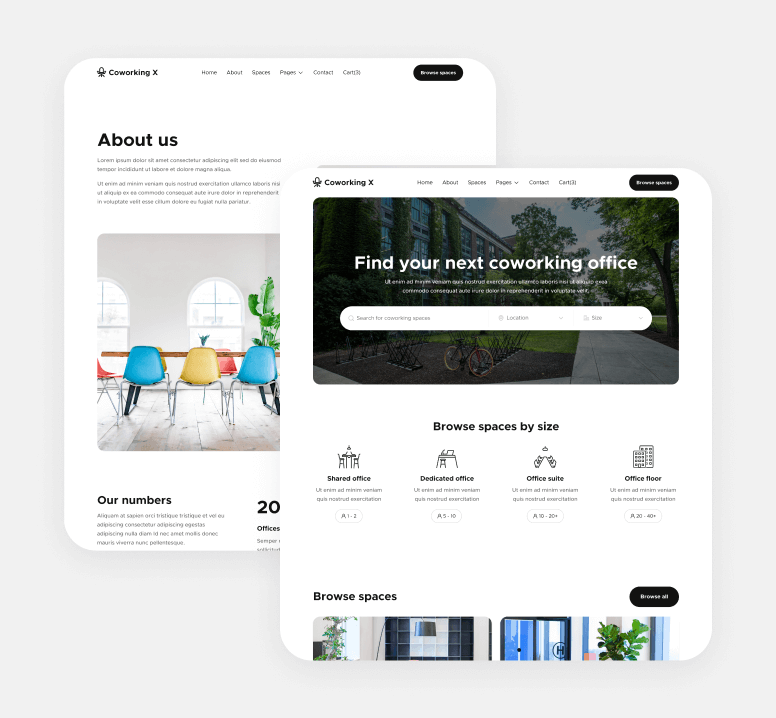 Coworking X
Home About Spaces Pages Contact Cart(3)
Browse spaces
About us
Lorem ipsum dolor sit amet consectetur adipiscing elit sed do eiusmod
tempor incididunt ut labore et dolore magna aliqua.
Ut enim ad minim veniam quis nostrud exercitation ullamco laboris nisi
ut aliquip ex ea commodo consequat aute irure dolor in reprehenderit
in voluptate velit esse cillum dolore eu fugiat nulla pariatur.
Our numbers
Aliquam at sapien orci tristique tristique et vel eu
adipiscing consectetur adipiscing egestas
adipiscing nulla diam id nec amet mollis donec
mauris viverra nunc pellentesque.
20
Offices
Semper
Coworking X
Home About Spaces Pages Contact Cart(3)
Browse spaces
Find your next coworking office
Ut enim ad minim veniam quis nostrud exercitation ullamco laboris nisi ut aliquip exea
commodo consequat aute irure dolor in reprehenderit in voluptate velit.
Search for coworking spaces
Location
Size
Browse spaces by size
Shared office
Ut enim ad minim veniam
quis nostrud exercitation
1 - 2
Dedicated office
Ut enim ad minim veniam
quis nostrud exercitation
5 - 10
Office suite
Ut enim ad minim veniam
quis nostrud exercitation
10 - 20+
Office floor
Ut enim ad minim veniam
quis nostrud exercitation
20 - 40+
Browse spaces
Browse all
H